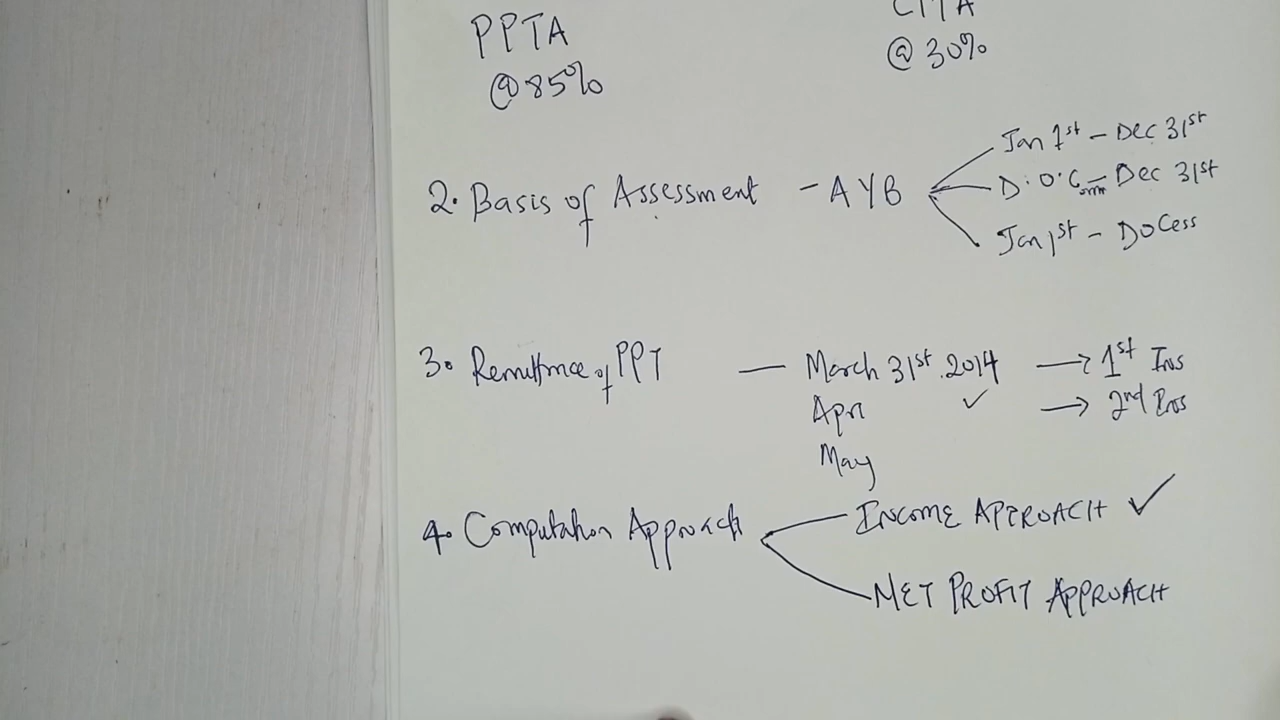 PPTA
@ 85%
CITA
@ 30%
2. Basis of Assessment - AYB
Jan 1st - Dec 31st
D.O.Comm - Dec 31st
Jan 1st - DOCess
3. Remittance of PPT — March 31st 2014 → 1st Ins
April ✓ → 2nd Ins
May
4. Computation Approach
INCOME APPROACH ✓
NET PROFIT APPROACH